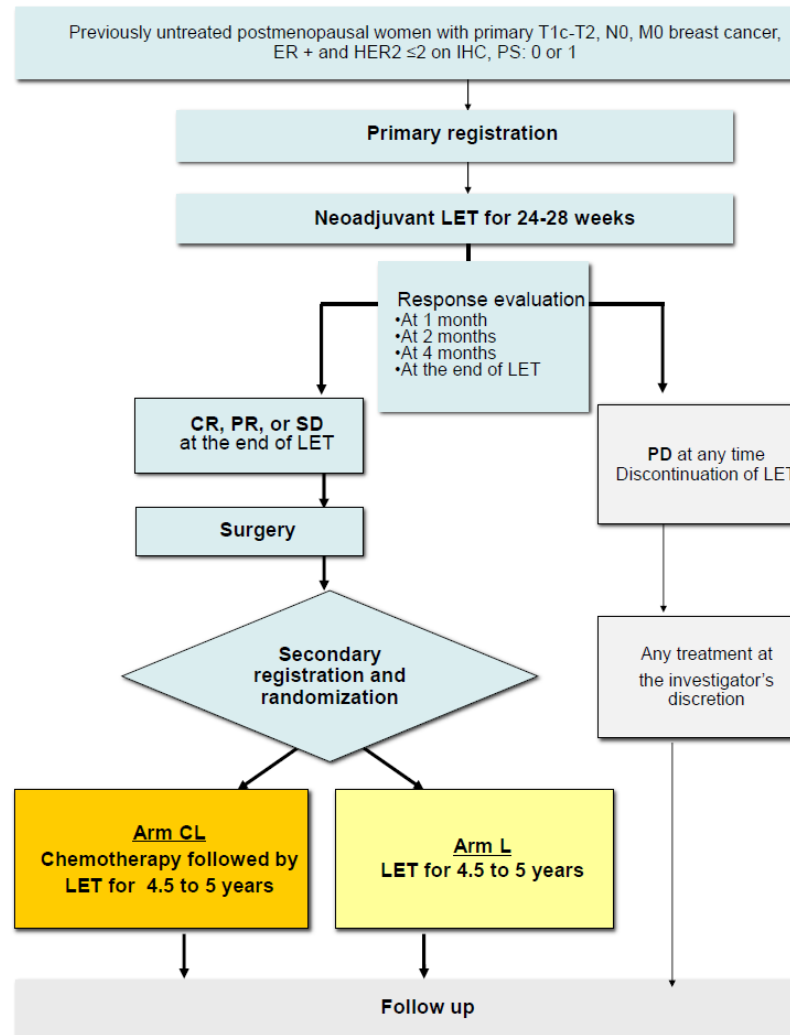 Previously untreated postmenopausal women with primary T1c-T2, N0, M0 breast cancer,
ER + and HER2 ≤2 on IHC, PS: 0 or 1
Primary registration
Neoadjuvant LET for 24-28 weeks
Response evaluation
•At 1 month
•At 2 months
•At 4 months
•At the end of LET
CR, PR, or SD
at the end of LET
PD at any time
Discontinuation of LET
Surgery
Secondary
registration and
randomization
Any treatment at
the investigator's
discretion
Arm CL
Chemotherapy followed by
LET for 4.5 to 5 years
Arm L
LET for 4.5 to 5 years
Follow up